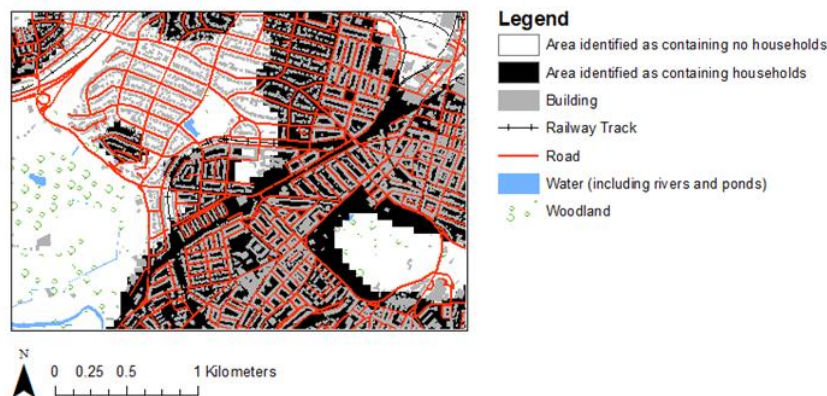 Legend
Area identified as containing no households
Area identified as containing households
Building
Railway Track
Road
Water (including rivers and ponds)
Woodland
N
0 0.25 0.5 1 Kilometers